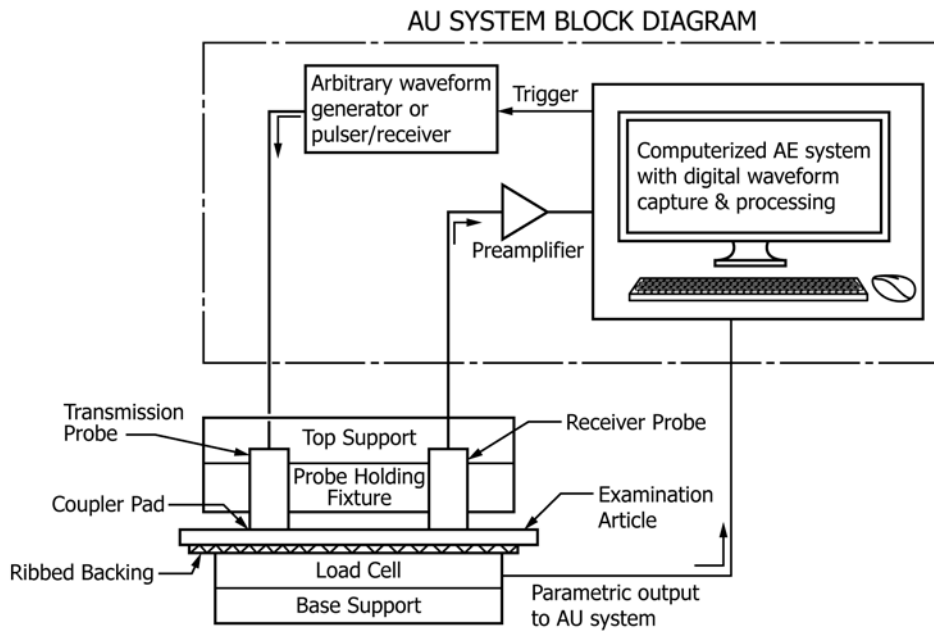 AU SYSTEM BLOCK DIAGRAM
Arbitrary waveform
generator or
pulser/receiver
Trigger
Computerized AE system
with digital waveform
capture & processing
Preamplifier
Transmission
Probe
Top Support
Receiver Probe
Probe Holding
Fixture
Coupler Pad
Examination
Article
Ribbed Backing
Load Cell
Base Support
Parametric output
to AU system